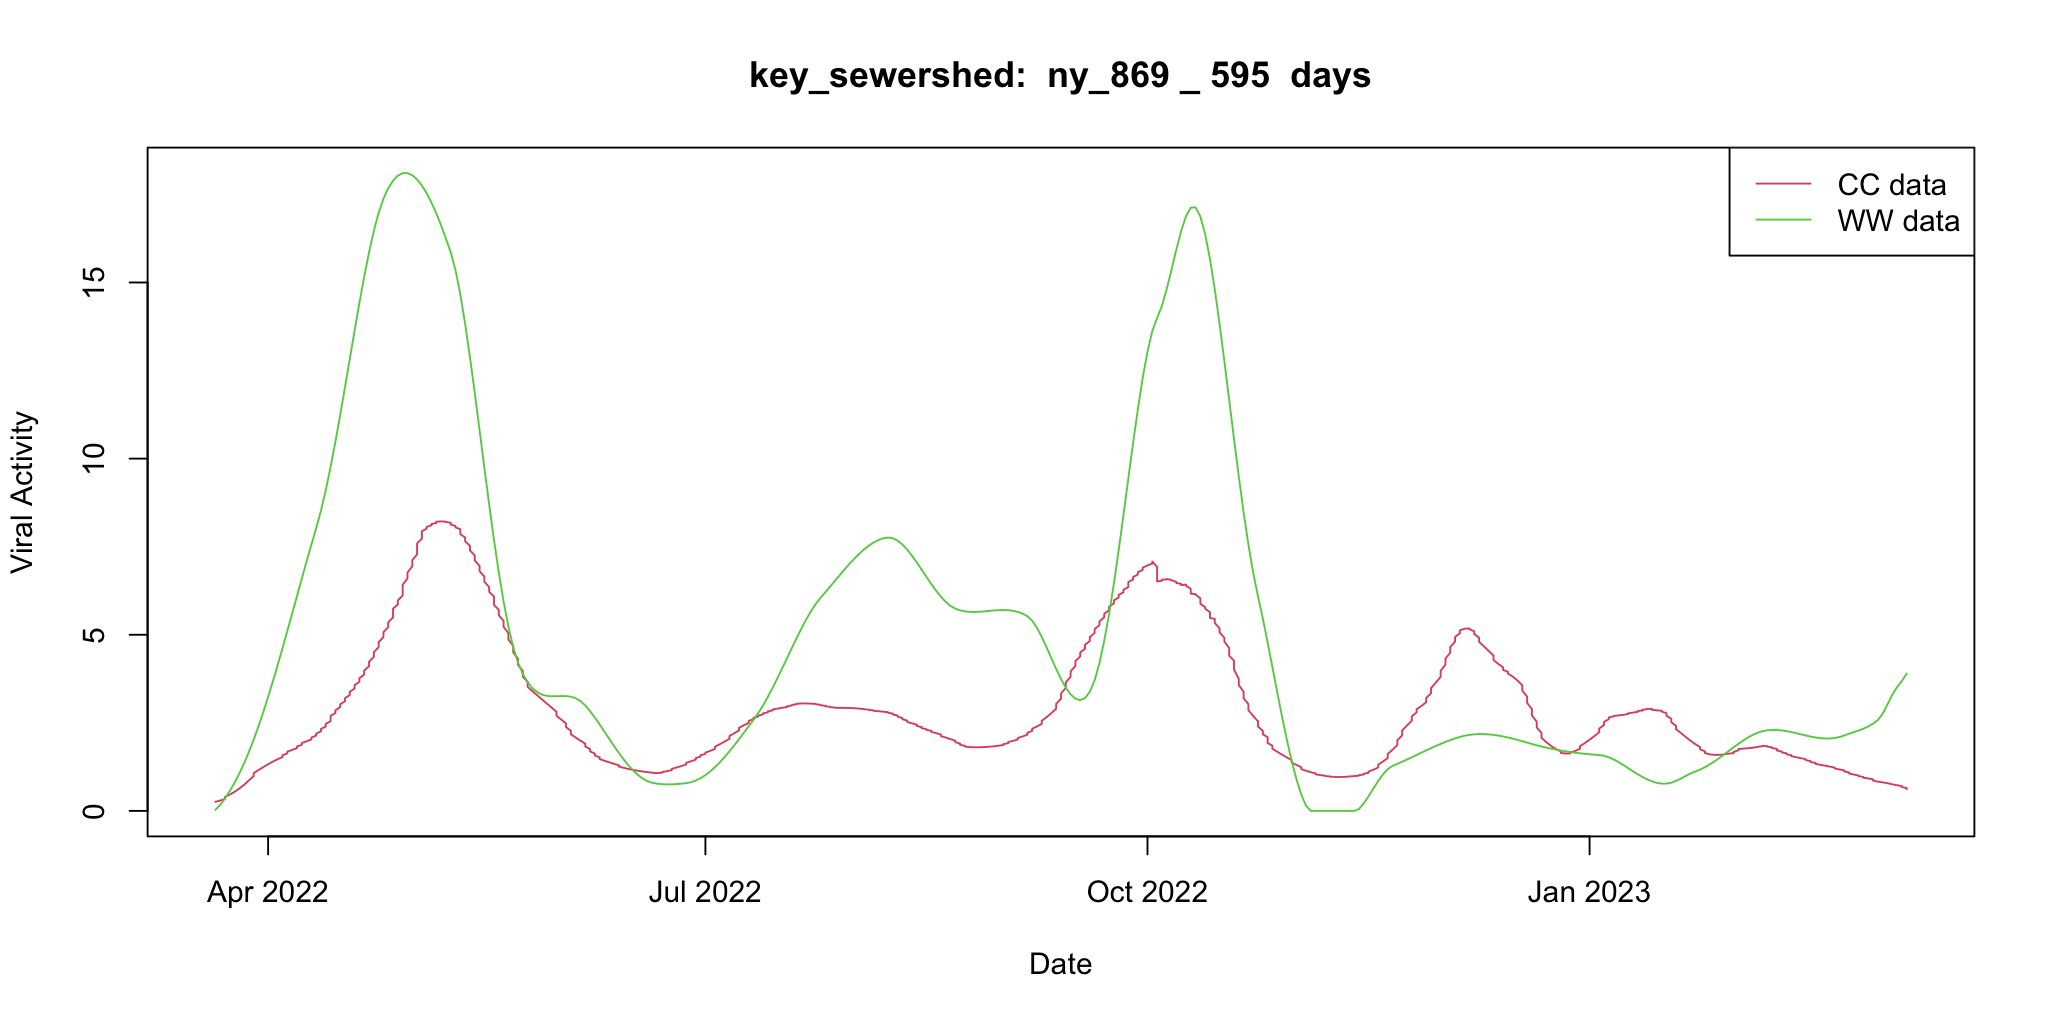 key_sewershed:  ny_869 _ 595  days
CC data
WW data
Viral Activity
15
10
5
0
Apr 2022
Jul 2022
Oct 2022
Jan 2023
Date